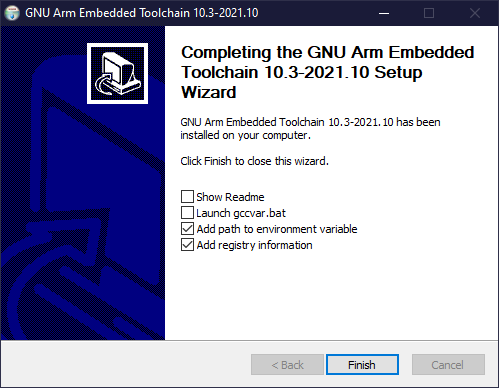 GNU Arm Embedded Toolchain 10.3-2021.10
Completing the GNU Arm Embedded
Toolchain 10.3-2021.10 Setup
Wizard
GNU Arm Embedded Toolchain 10.3-2021.10 has been
installed on your computer.
Click Finish to close this wizard.
Show Readme
Launch gccvar.bat
Add path to environment variable
Add registry information
< Back
Finish
Cancel